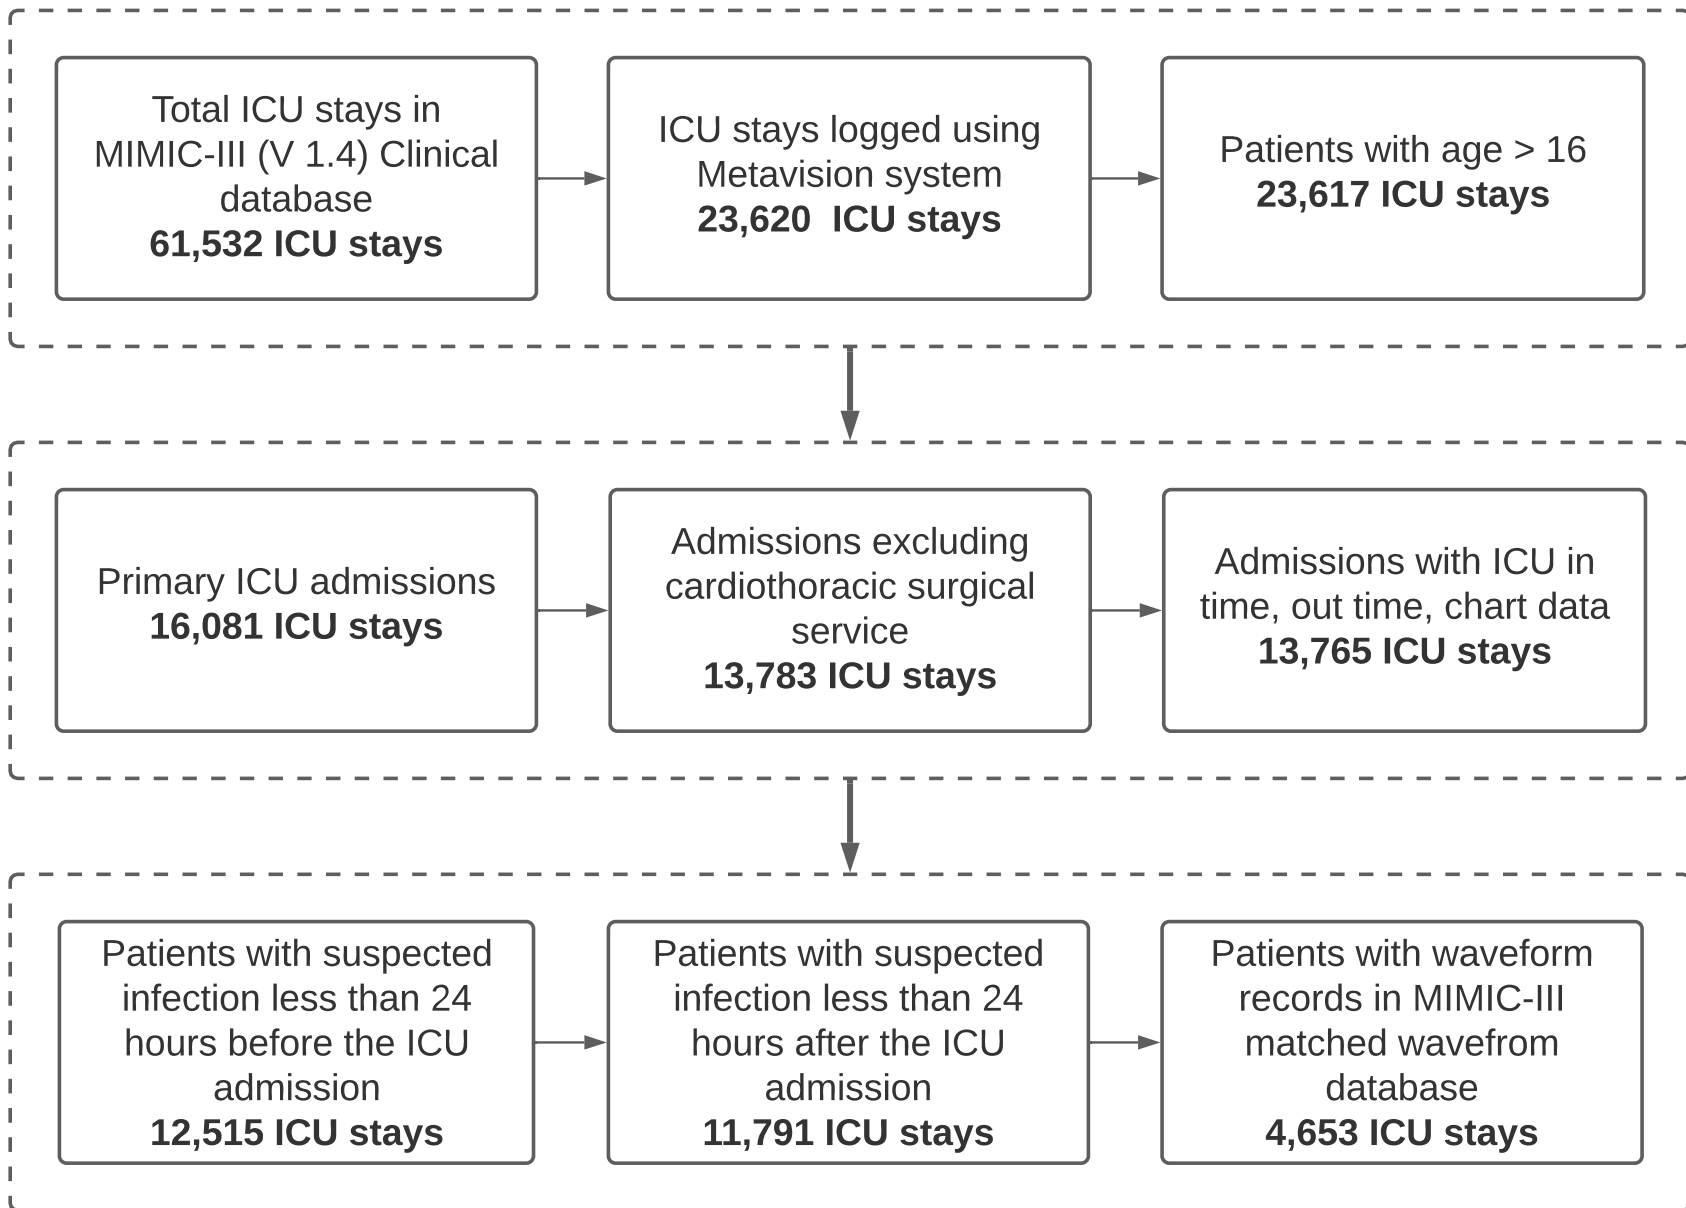 Total ICU stays in
MIMIC-III (V 1.4) Clinical
database
61,532 ICU stays
ICU stays logged using
Metavision system
23,620  ICU stays
Patients with age > 16
23,617 ICU stays
Primary ICU admissions
16,081 ICU stays
Admissions excluding
cardiothoracic surgical
service
13,783 ICU stays
Admissions with ICU in
time, out time, chart data
13,765 ICU stays
Patients with suspected
infection less than 24
hours before the ICU
admission
12,515 ICU stays
Patients with suspected
infection less than 24
hours after the ICU
admission
11,791 ICU stays
Patients with waveform
records in MIMIC-III
matched wavefrom
database
4,653 ICU stays